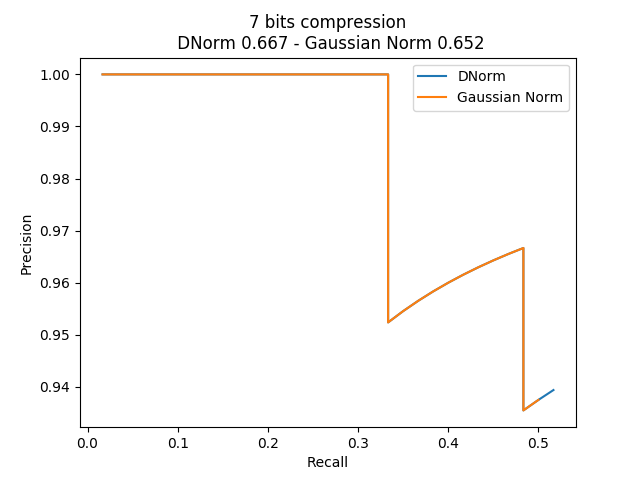 7 bits compression
DNorm 0.667 - Gaussian Norm 0.652
DNorm
Gaussian Norm
1.00
0.99
0.98
0.97
0.96
0.95
0.94
Precision
0.0 0.1 0.2 0.3 0.4 0.5
Recall